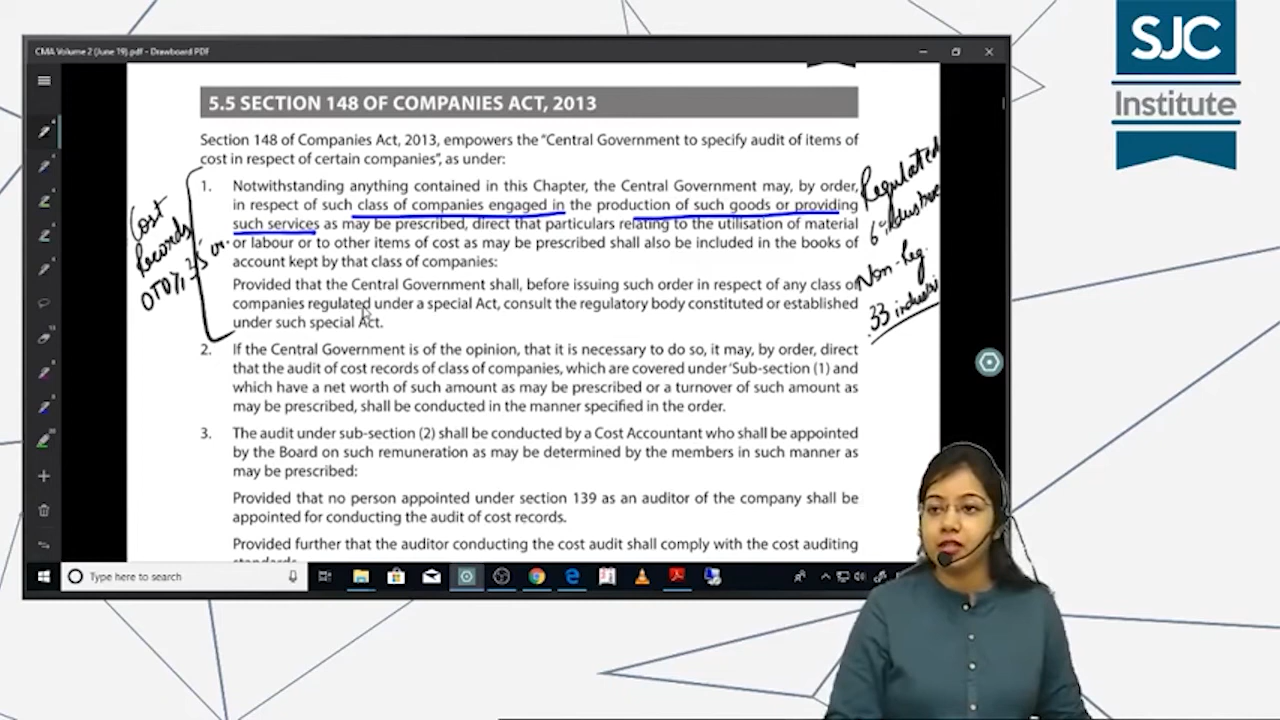 SJC
Institute
CMA Volume 2 (June 19).pdf - Drawboard PDF
5.5 SECTION 148 OF COMPANIES ACT, 2013
Section 148 of Companies Act, 2013, empowers the "Central Government to specify audit of items of
cost in respect of certain companies", as under:
1. Notwithstanding anything contained in this Chapter, the Central Government may, by order,
in respect of such class of companies engaged in the production of such goods or providing
such services as may be prescribed, direct that particulars relating to the utilisation of material
or labour or to other items of cost as may be prescribed shall also be included in the books of
account kept by that class of companies:
Provided that the Central Government shall, before issuing such order in respect of any class of
companies regulated under a special Act, consult the regulatory body constituted or established
under such special Act.
2. If the Central Government is of the opinion, that it is necessary to do so, it may, by order, direct
that the audit of cost records of class of companies, which are covered under 'Sub-section (1) and
which have a net worth of such amount as may be prescribed or a turnover of such amount as
may be prescribed, shall be conducted in the manner specified in the order.
3. The audit under sub-section (2) shall be conducted by a Cost Accountant who shall be appointed
by the Board on such remuneration as may be determined by the members in such manner as
may be prescribed:
Provided that no person appointed under section 139 as an auditor of the company shall be
appointed for conducting the audit of cost records.
Provided further that the auditor conducting the cost audit shall comply with the cost auditing
Cost
Records
Regulated
6
Non-Reg.
33
Type here to search